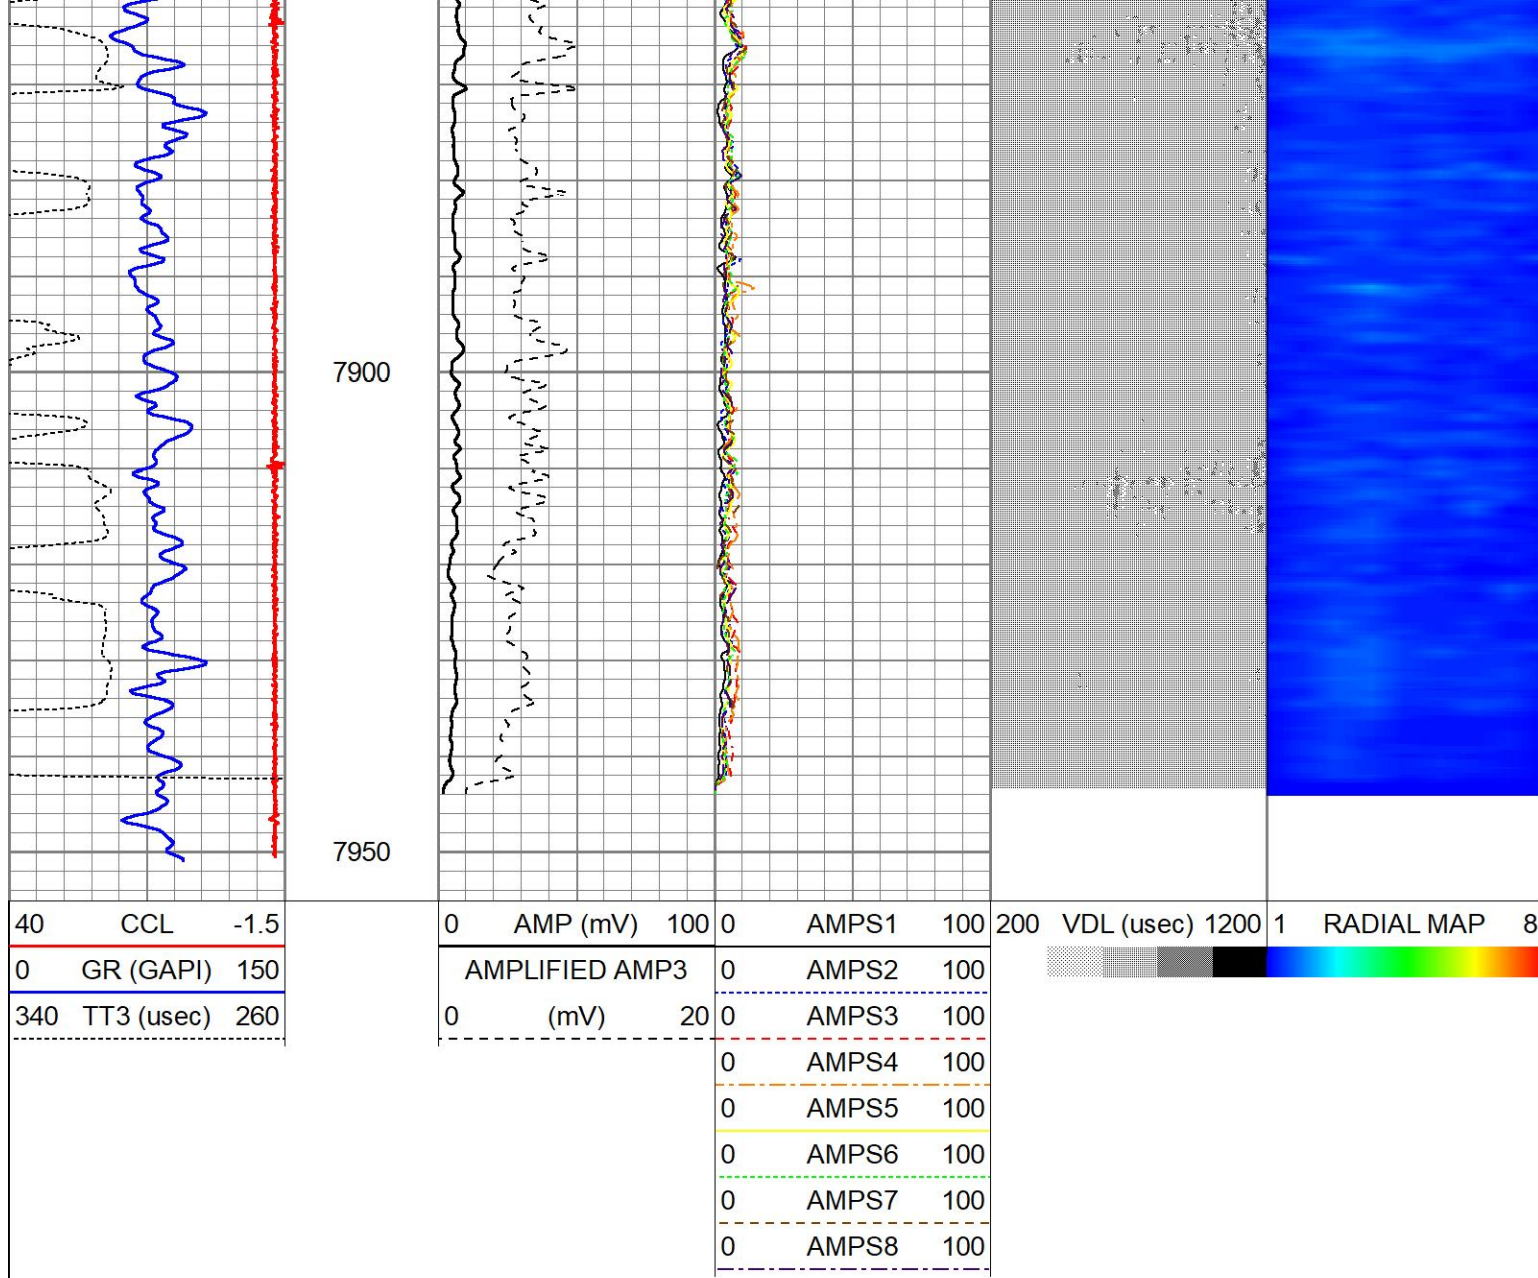 7900
7950
40 CCL -1.5
0 GR (GAPI) 150
340 TT3 (usec) 260
0 AMP (mV) 100
AMPLIFIED AMP3
0 (mV) 20
0 AMPS1 100
0 AMPS2 100
0 AMPS3 100
0 AMPS4 100
0 AMPS5 100
0 AMPS6 100
0 AMPS7 100
0 AMPS8 100
200 VDL (usec) 1200
1 RADIAL MAP 8